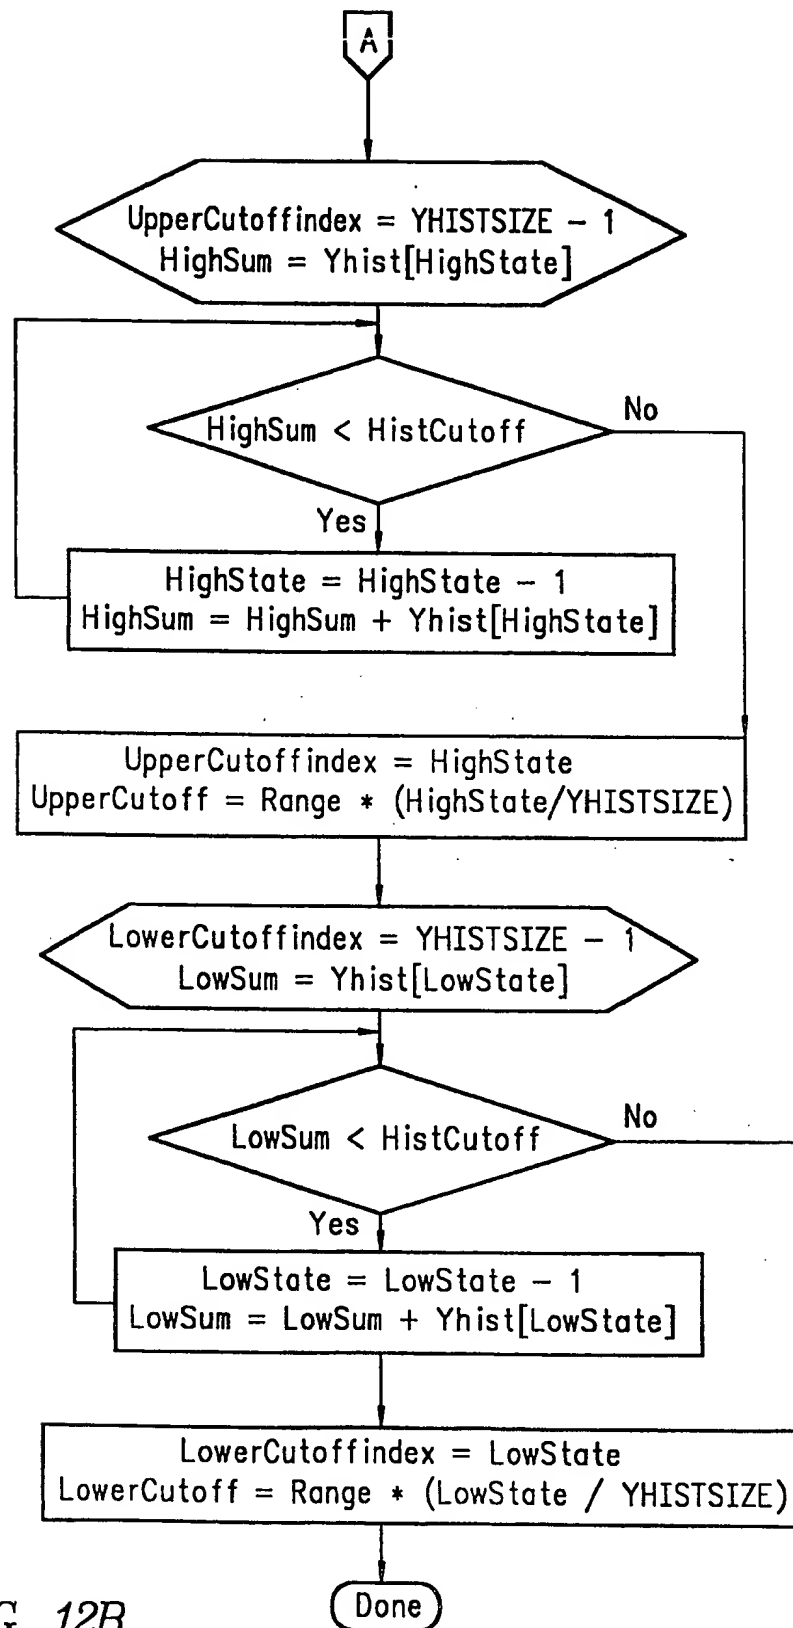 A
UpperCutoffindex = YHISTSIZE - 1
HighSum = Yhist[HighState]
HighSum < HistCutoff
No
Yes
HighState = HighState - 1
HighSum = HighSum + Yhist[HighState]
UpperCutoffindex = HighState
UpperCutoff = Range * (HighState/YHISTSIZE)
LowerCutoffindex = YHISTSIZE - 1
LowSum = Yhist[LowState]
LowSum < HistCutoff
No
Yes
LowState = LowState - 1
LowSum = LowSum + Yhist[LowState]
LowerCutoffindex = LowState
LowerCutoff = Range * (LowState / YHISTSIZE)
Done
G. 12B